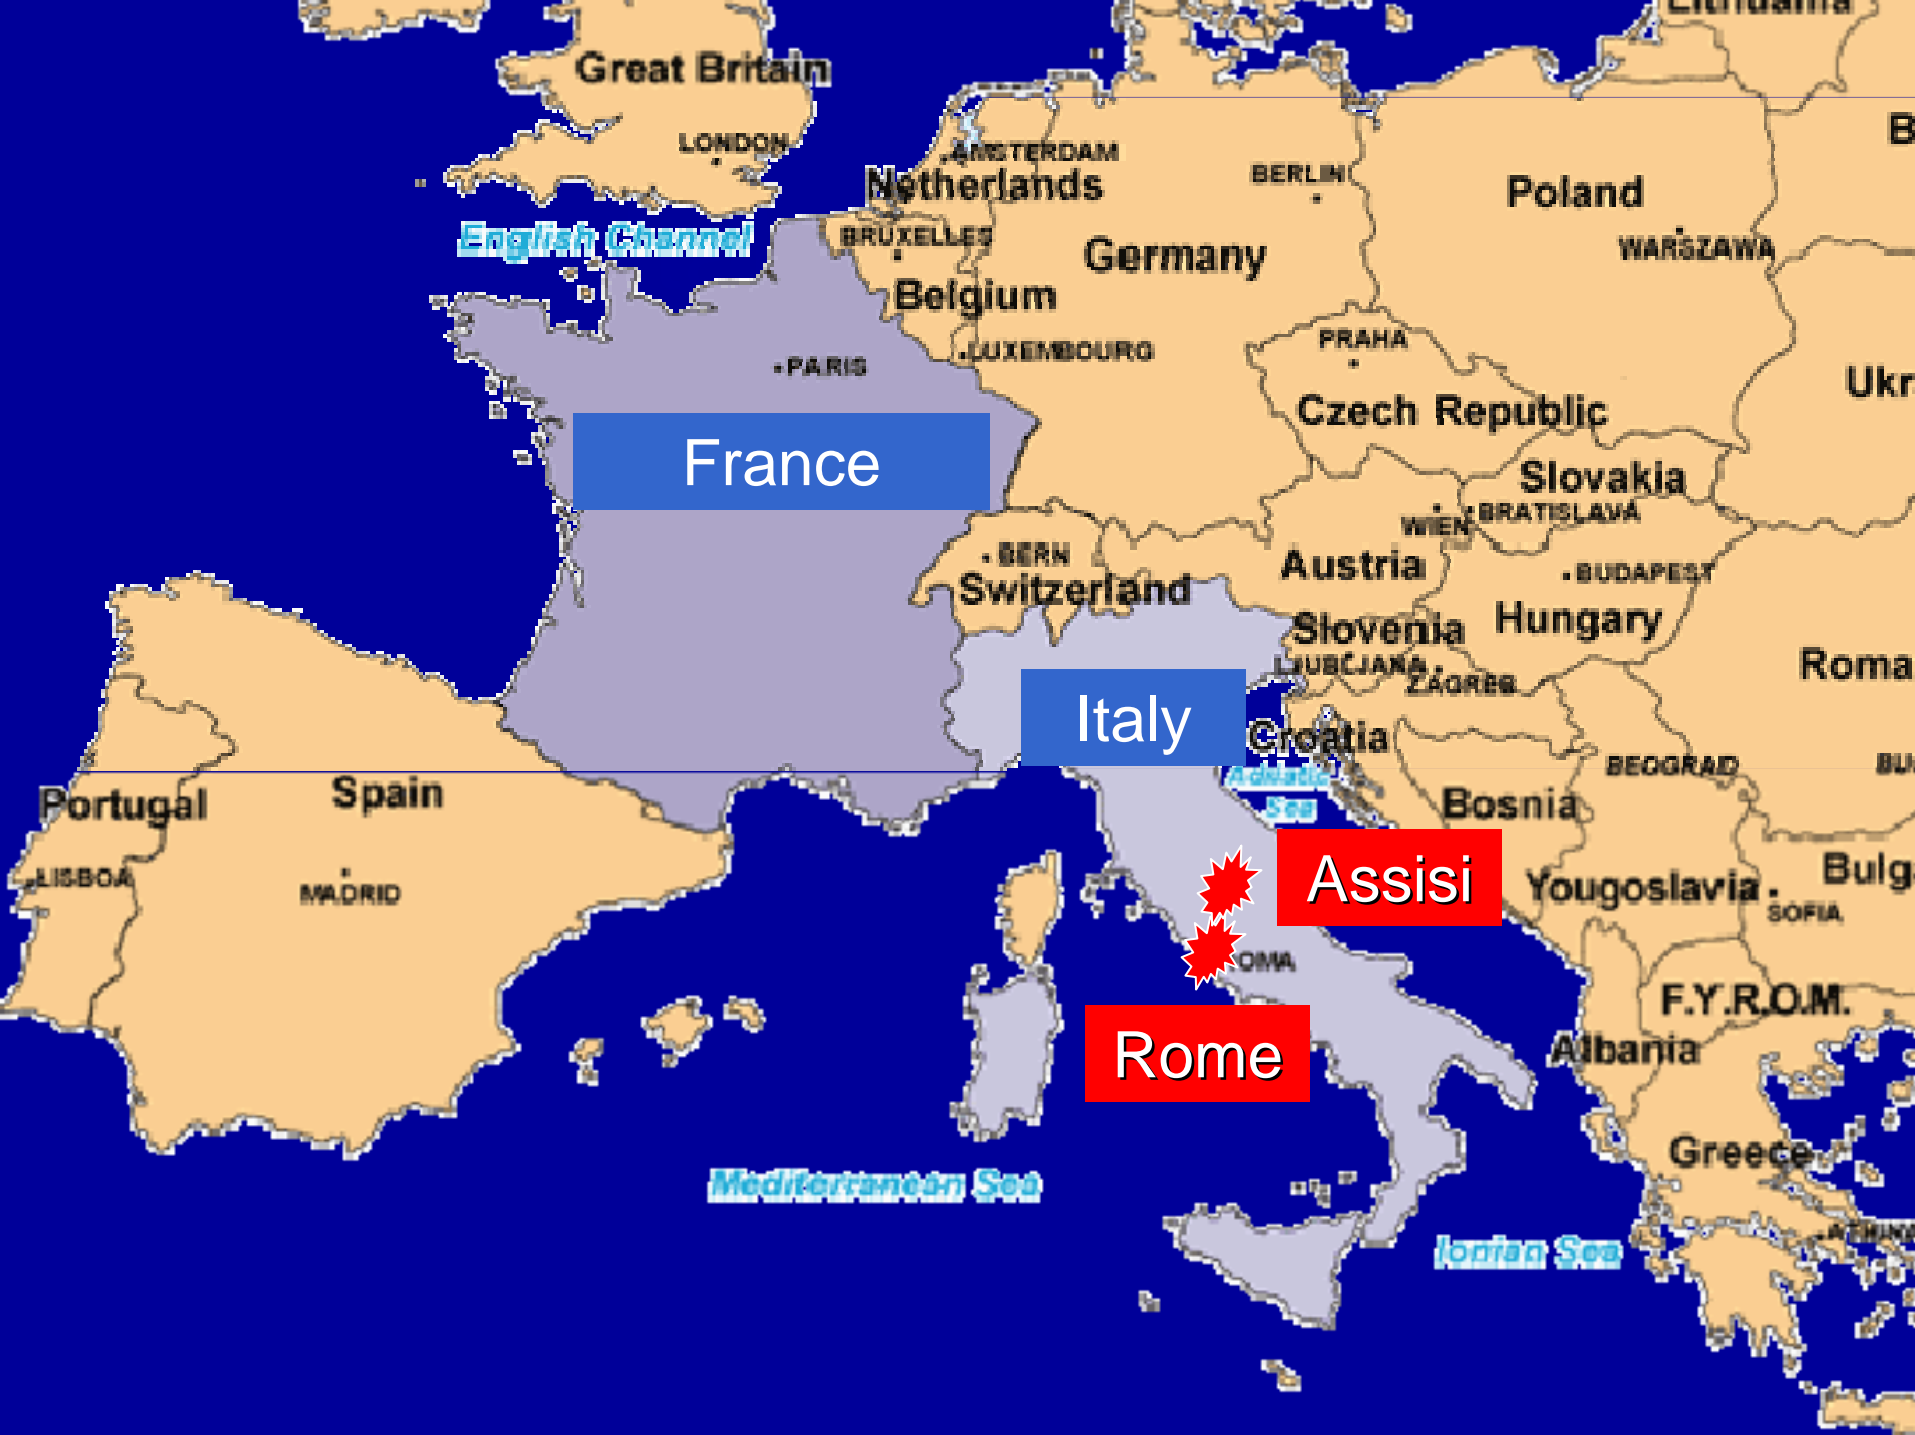 Great Britain
LONDON
AMSTERDAM
Netherlands
BERLIN
Poland
WARSZAWA
English Channel
BRUXELLES
Germany
Belgium
LUXEMBOURG
PARIS
PRAHA
Czech Republic
France
Slovakia
BRATISLAVA
WIEN
BERN
Switzerland
Austria
BUDAPEST
Hungary
Slovenia
LJUBLJANA
ZAGREB
Italy
Croatia
BEOGRAD
Adriatic
Sea
Bosnia
Portugal
Spain
LISBOA
MADRID
Assisi
Yougoslavia
SOFIA
OMA
F.Y.R.O.M.
Rome
Albania
Greece
Mediterranean Sea
Ionian Sea